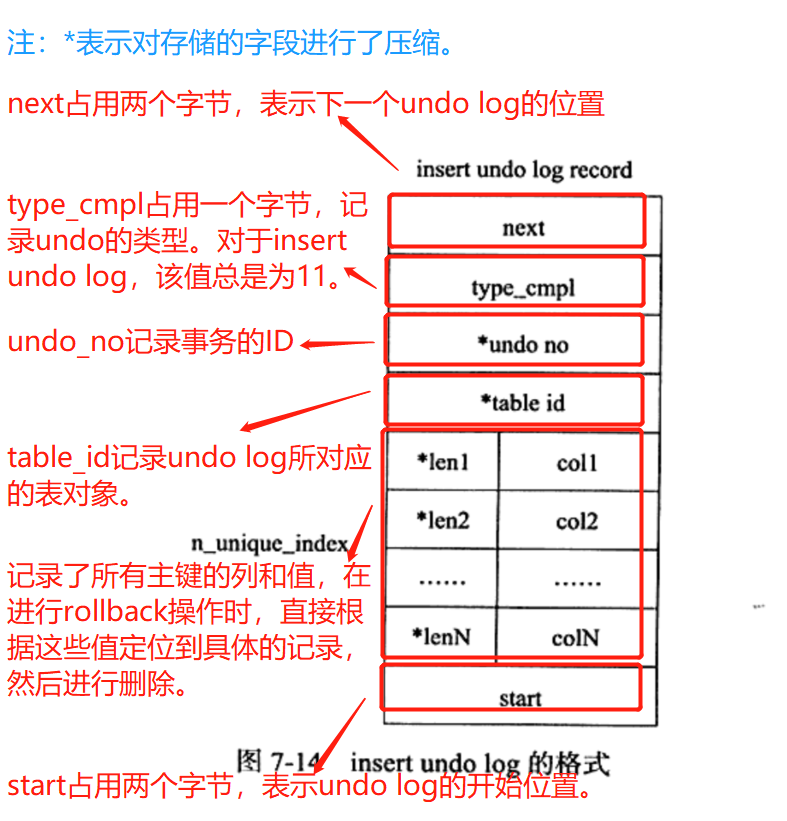 注：*表示对存储的字段进行了压缩。
next占用两个字节，表示下一个undo log的位置
insert undo log record
type_cmpl占用一个字节，记
录undo的类型。对于insert
undo log，该值总是为11。
next
type_cmpl
undo_no记录事务的ID
*undo no
*table id
table_id记录undo log所对应
的表对象。
*len1 col1
*len2 col2
n_unique_index
...... ......
记录了所有主键的列和值，在
进行rollback操作时，直接根
据这些值定位到具体的记录，
然后进行删除。
*lenN colN
start
图 7-14 insert undo log 的格式
start占用两个字节，表示undo log的开始位置。